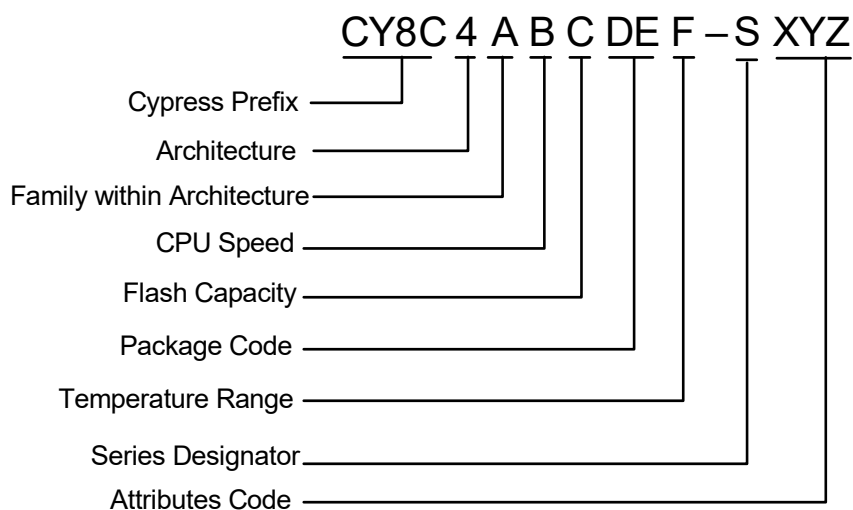 CY8C 4 A B C DE F – S XYZ
Cypress Prefix
Architecture
Family within Architecture
CPU Speed
Flash Capacity
Package Code
Temperature Range
Series Designator
Attributes Code